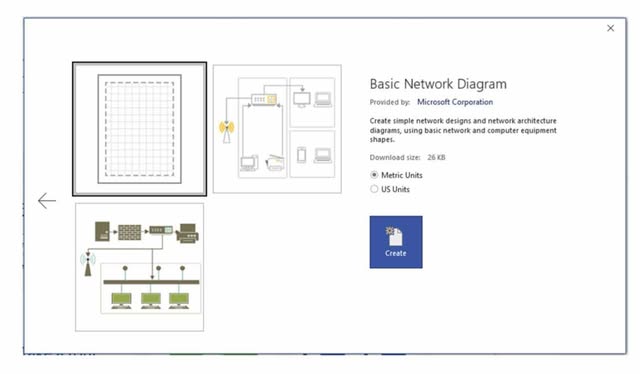 Basic Network Diagram
Provided by: Microsoft Corporation
Create simple network designs and network architecture
diagrams, using basic network and computer equipment
shapes.
Download size: 26 KB
Metric Units
US Units
Create